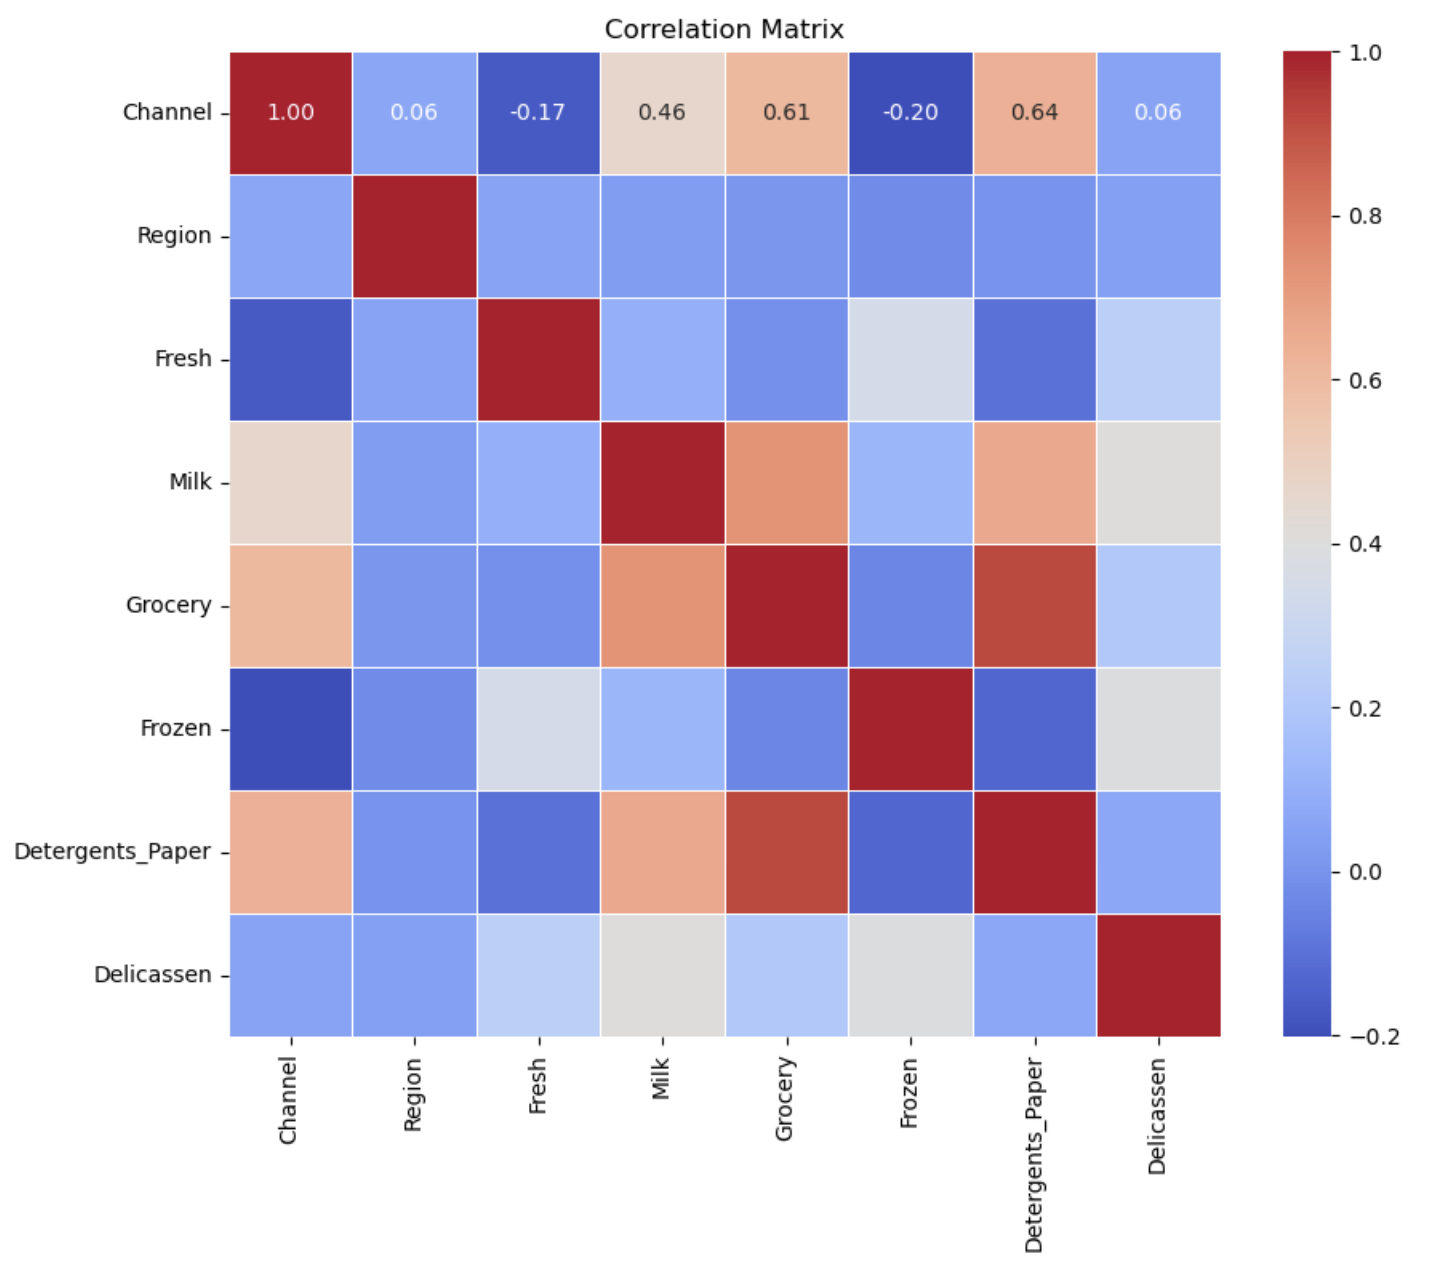 Correlation Matrix
Channel
1.00 0.06 -0.17 0.46 0.61 -0.20 0.64 0.06
Region
Fresh
Milk
Grocery
Frozen
Detergents_Paper
Delicassen
Channel
Region
Fresh
Milk
Grocery
Frozen
Detergents_Paper
Delicassen
1.0
0.8
0.6
0.4
0.2
0.0
−0.2